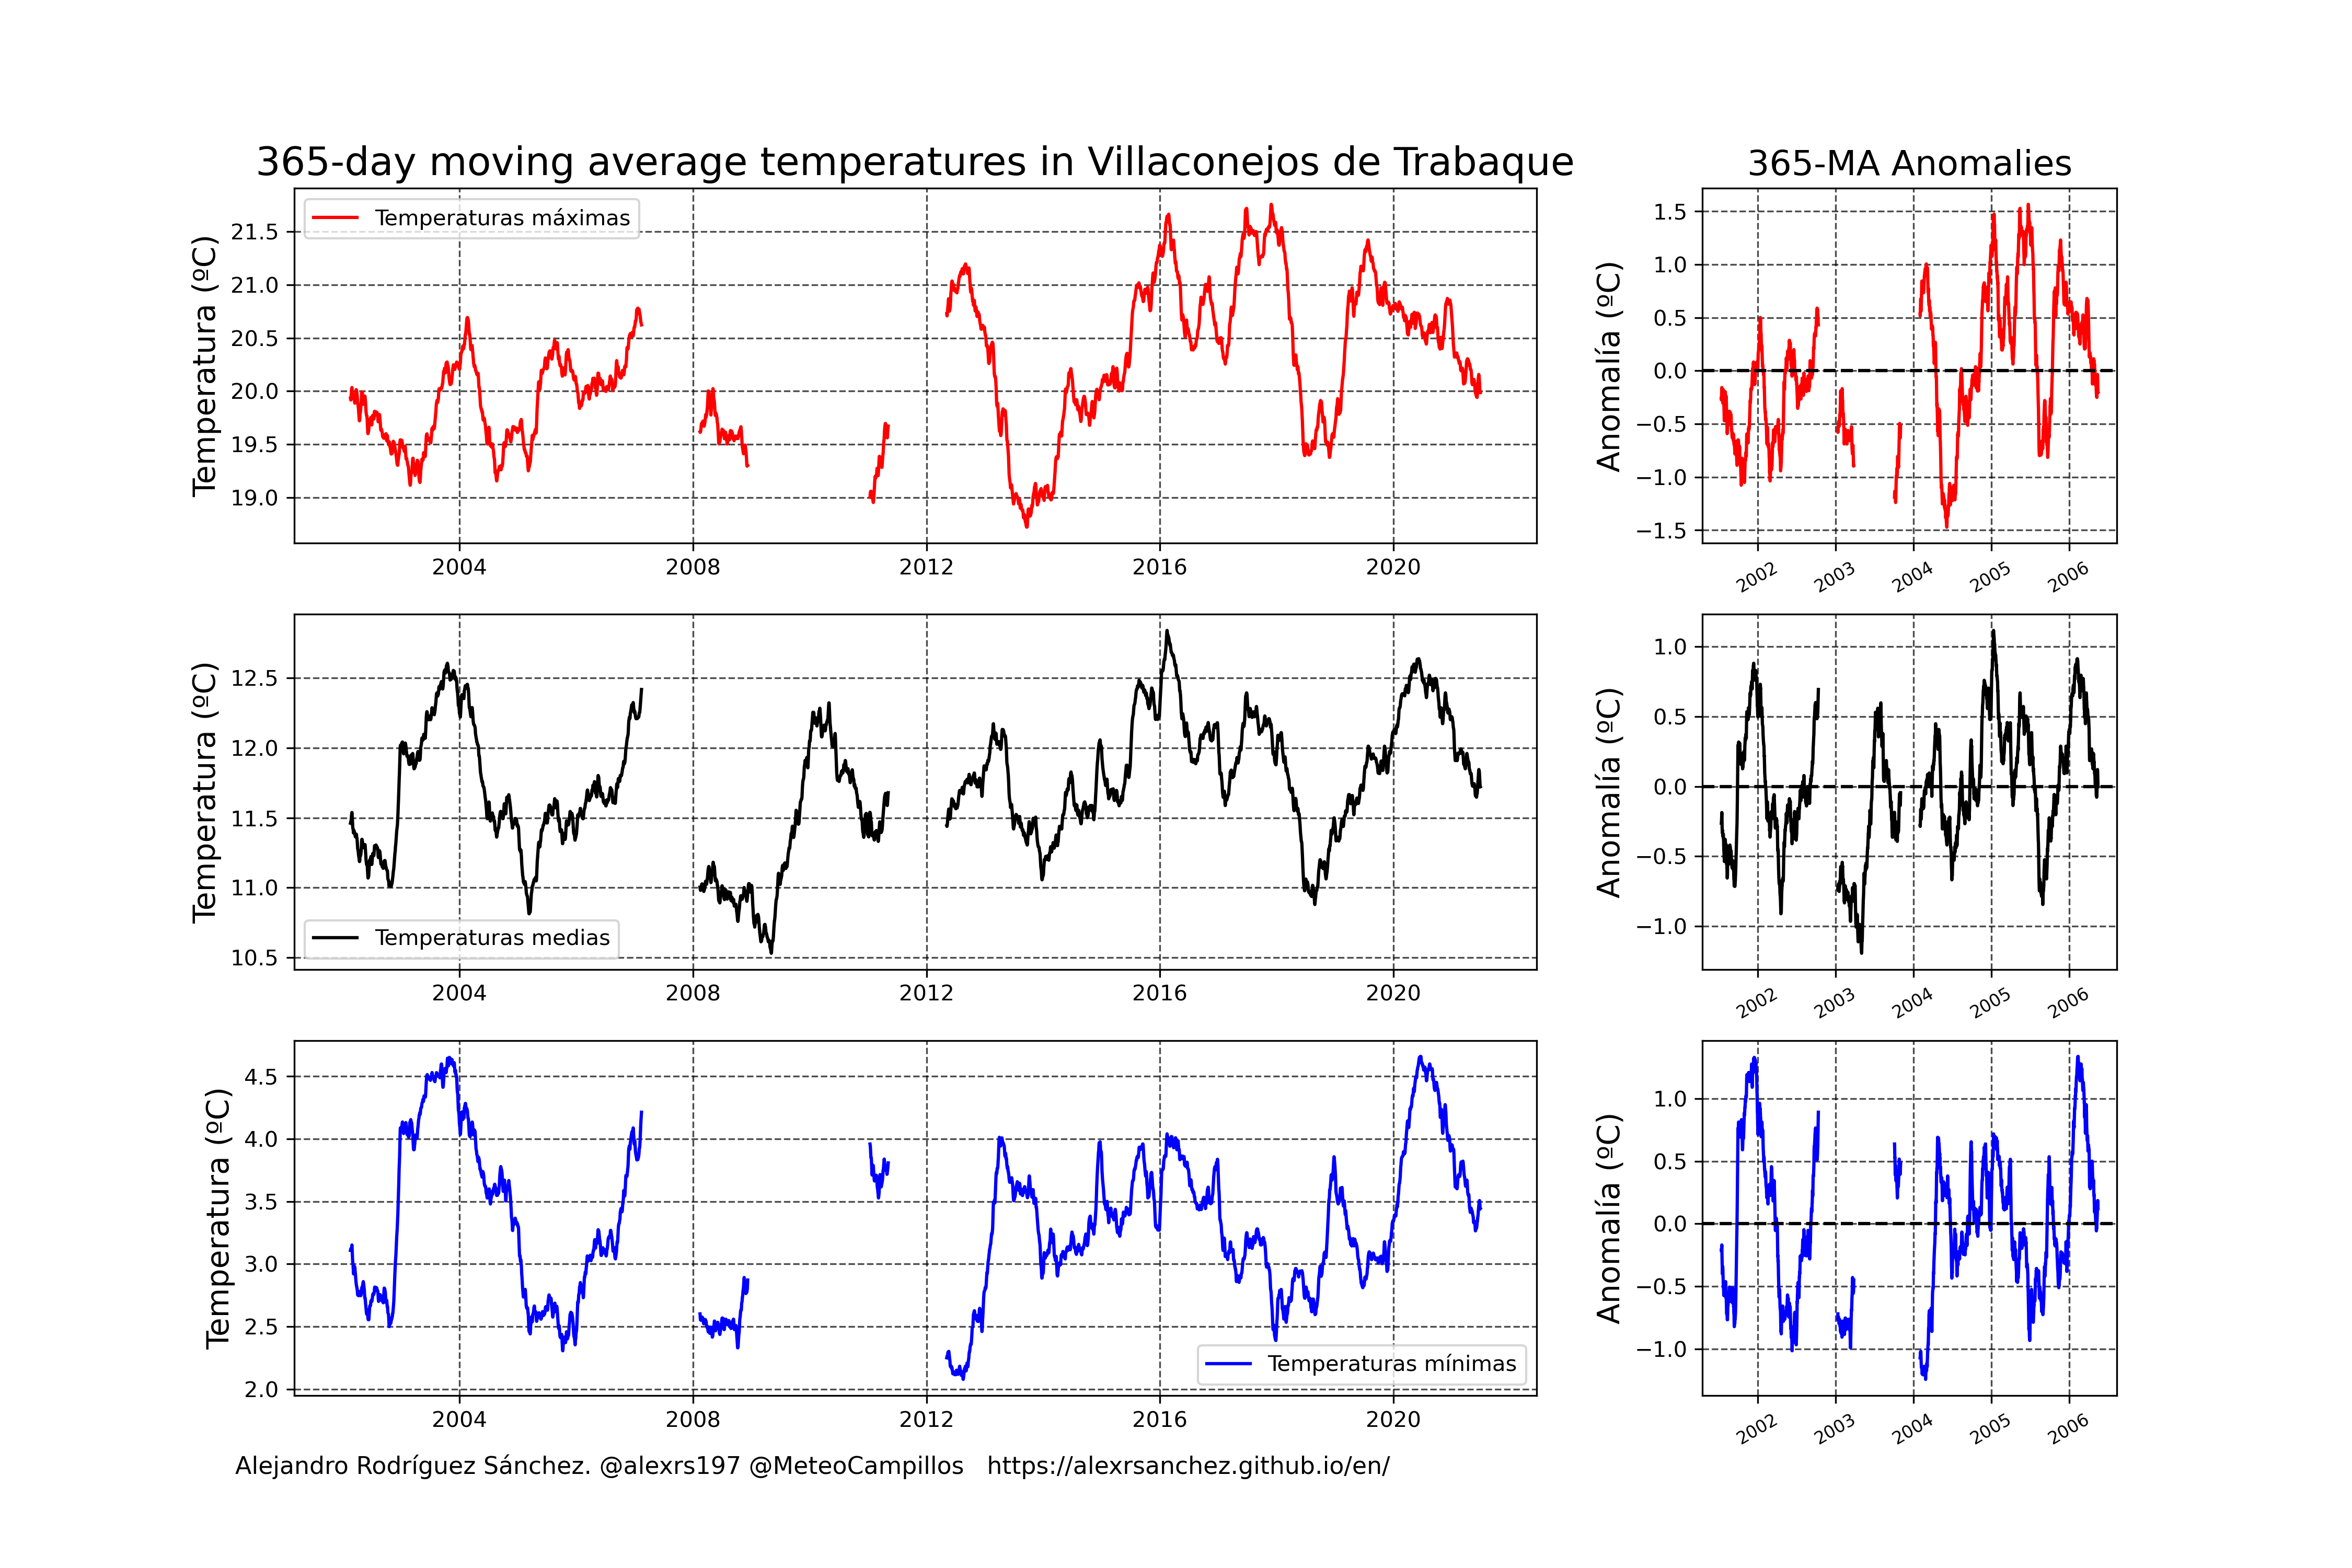 365-day moving average temperatures in Villaconejos de Trabaque
365-MA Anomalies
Temperatura (ºC)
21.5
21.0
20.5
20.0
19.5
19.0
Temperaturas máximas
2004 2008 2012 2016 2020
Anomalía (ºC)
1.5
1.0
0.5
0.0
−0.5
−1.0
−1.5
2002 2003 2004 2005 2006
Temperatura (ºC)
12.5
12.0
11.5
11.0
10.5
Temperaturas medias
2004 2008 2012 2016 2020
Anomalía (ºC)
1.0
0.5
0.0
−0.5
−1.0
2002 2003 2004 2005 2006
Temperatura (ºC)
4.5
4.0
3.5
3.0
2.5
2.0
Temperaturas mínimas
2004 2008 2012 2016 2020
Anomalía (ºC)
1.0
0.5
0.0
−0.5
−1.0
2002 2003 2004 2005 2006
Alejandro Rodríguez Sánchez. @alexrs197 @MeteoCampillos https://alexrsanchez.github.io/en/